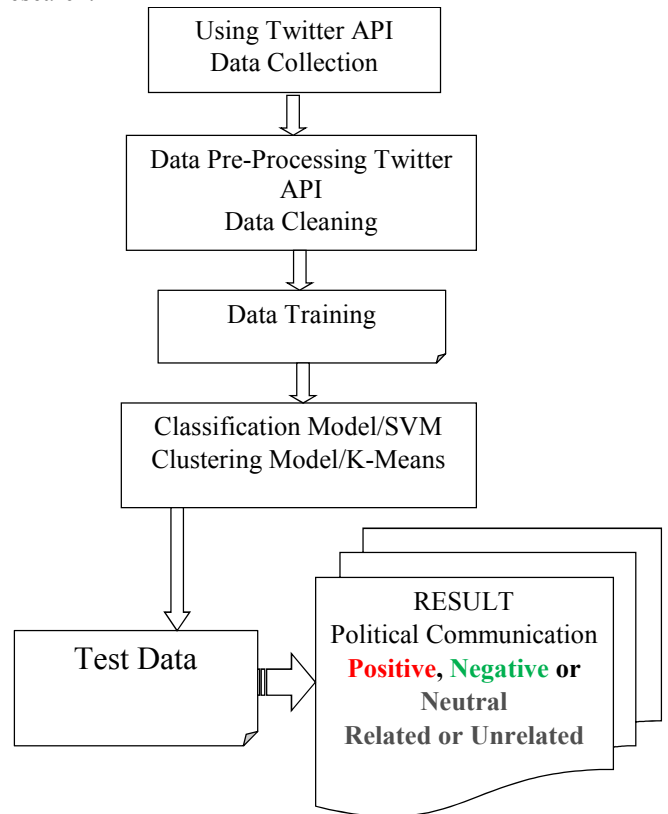 Using Twitter API
Data Collection
Data Pre-Processing Twitter
API
Data Cleaning
Data Training
Classification Model/SVM
Clustering Model/K-Means
Test Data
RESULT
Political Communication
Positive, Negative or
Neutral
Related or Unrelated